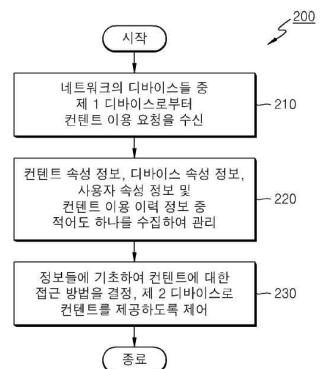 200
시작
네트워크의 디바이스들 중
제 1 디바이스로부터
컨텐트 이용 요청을 수신
210
컨텐트 속성 정보, 디바이스 속성 정보,
사용자 속성 정보 및
컨텐트 이용 이력 정보 중
적어도 하나를 수집하여 관리
220
정보들에 기초하여 컨텐트에 대한
접근 방법을 결정, 제 2 디바이스로
컨텐트를 제공하도록 제어
230
종료